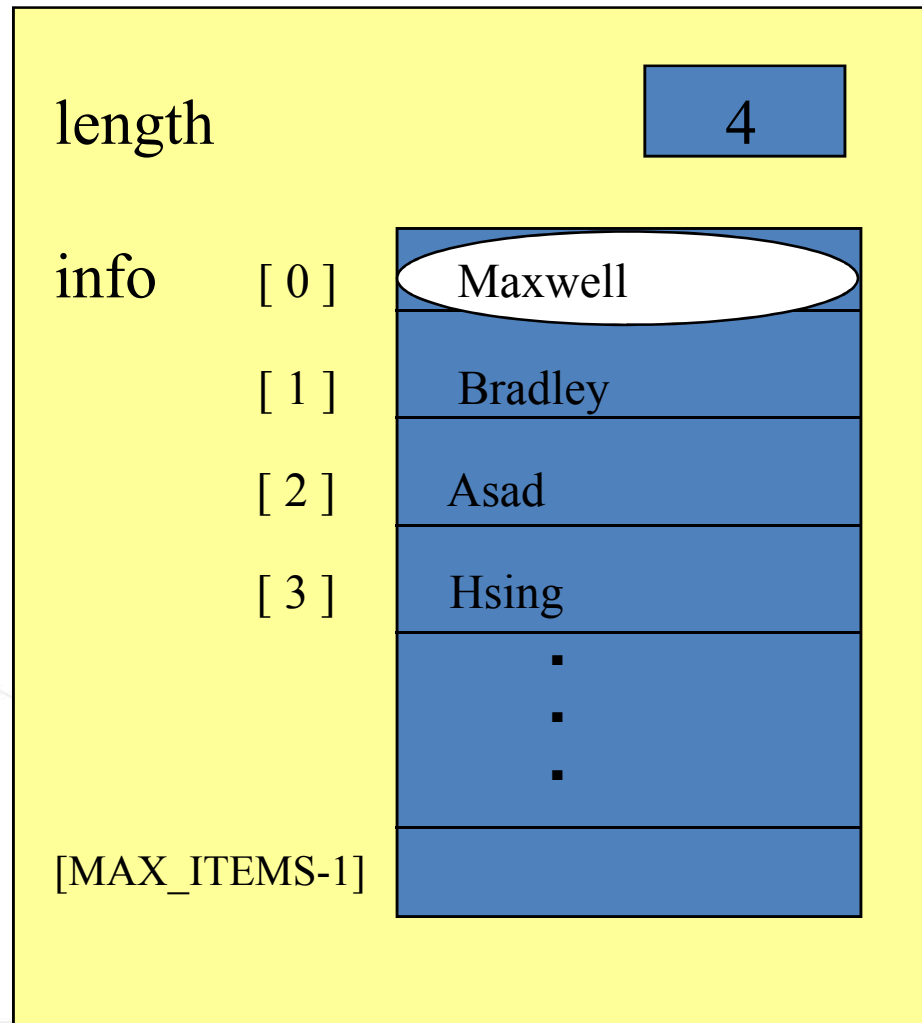 length 4
info [ 0 ] Maxwell
[ 1 ] Bradley
[ 2 ] Asad
[ 3 ] Hsing
.
.
.
[MAX_ITEMS-1]